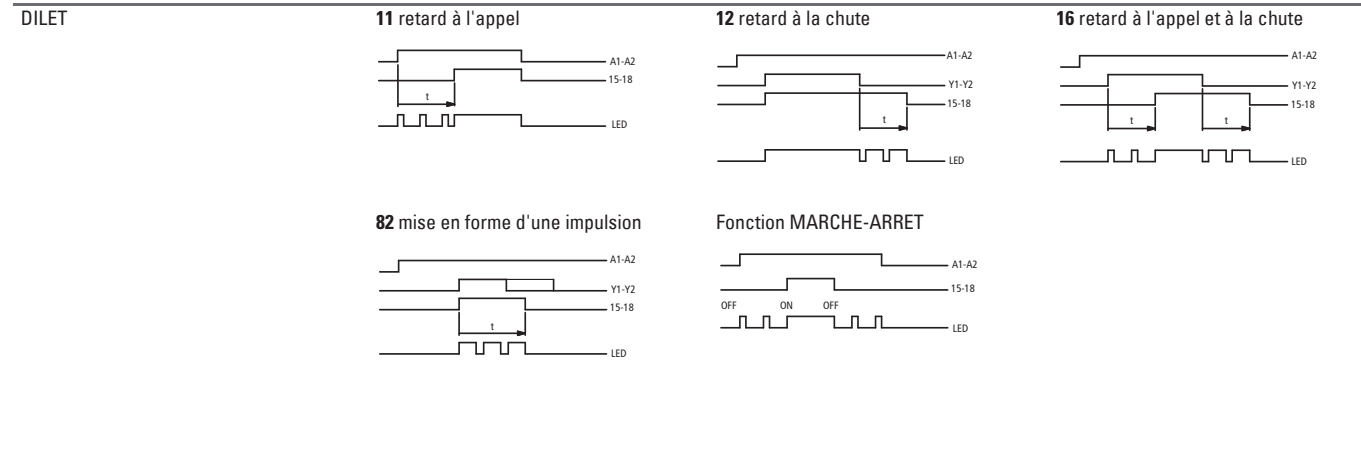 DILET
11 retard à l'appel
A1-A2
15-18
t
LED
12 retard à la chute
A1-A2
Y1-Y2
15-18
t
LED
16 retard à l'appel et à la chute
A1-A2
Y1-Y2
15-18
t t
LED
82 mise en forme d'une impulsion
A1-A2
Y1-Y2
15-18
t
LED
Fonction MARCHE-ARRET
A1-A2
15-18
OFF ON OFF
LED